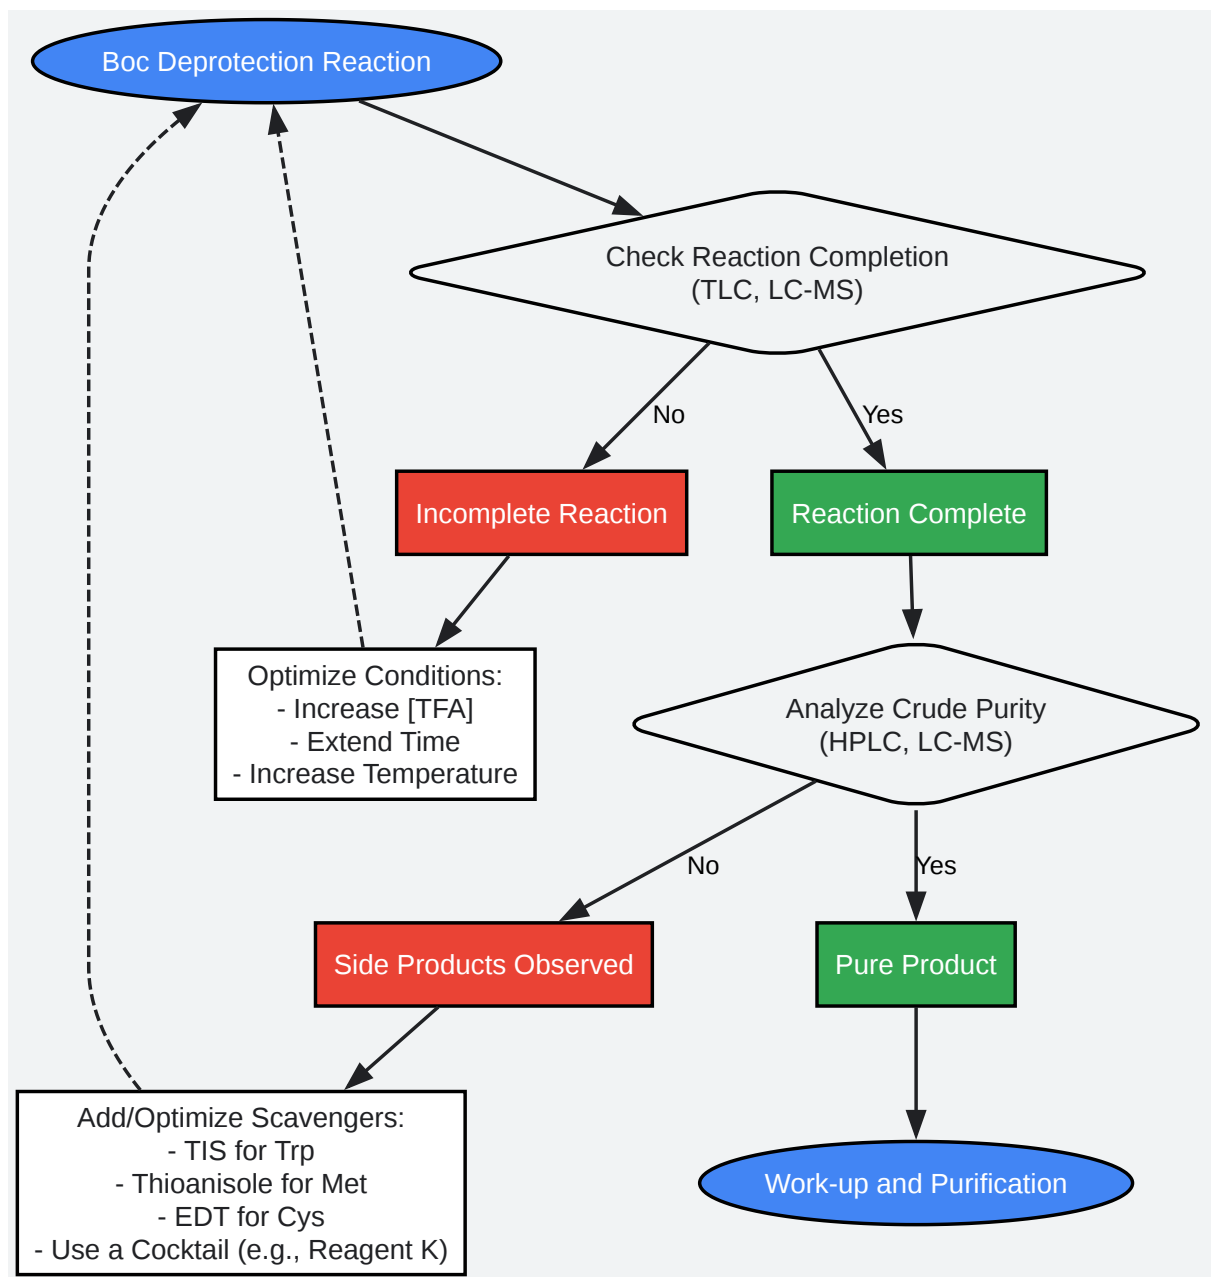 Boc Deprotection Reaction
Check Reaction Completion
(TLC, LC-MS)
No
Yes
Incomplete Reaction
Reaction Complete
Optimize Conditions:
- Increase [TFA]
- Extend Time
- Increase Temperature
Analyze Crude Purity
(HPLC, LC-MS)
No
Yes
Side Products Observed
Pure Product
Add/Optimize Scavengers:
- TIS for Trp
- Thioanisole for Met
- EDT for Cys
- Use a Cocktail (e.g., Reagent K)
Work-up and Purification